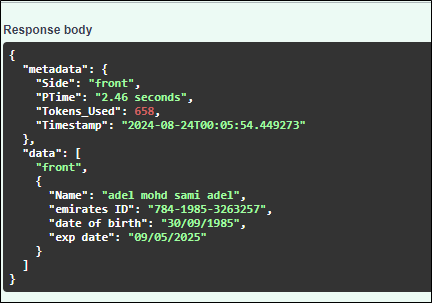 Response body
{
"metadata": {
"Side": "front",
"PTime": "2.46 seconds",
"Tokens_Used": 658,
"Timestamp": "2024-08-24T00:05:54.449273"
},
"data": [
"front",
{
"Name": "adel mohd sami adel",
"emirates ID": "784-1985-3263257",
"date of birth": "30/09/1985",
"exp date": "09/05/2025"
}
]
}